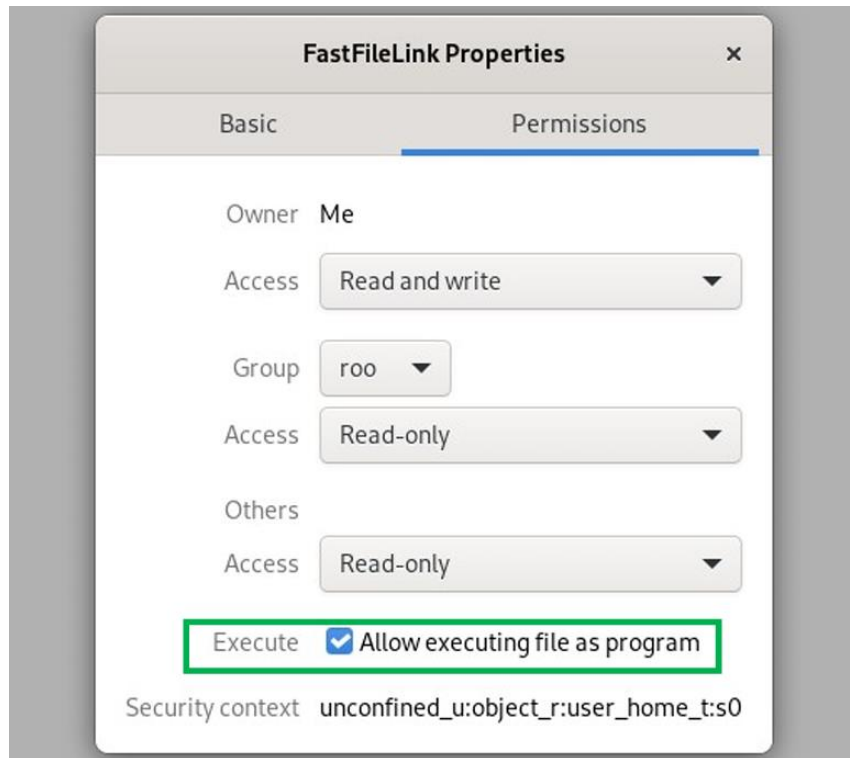 FastFileLink Properties ×
Basic Permissions
Owner Me
Access Read and write
Group roo
Access Read-only
Others
Access Read-only
Execute Allow executing file as program
Security context unconfined_u:object_r:user_home_t:s0